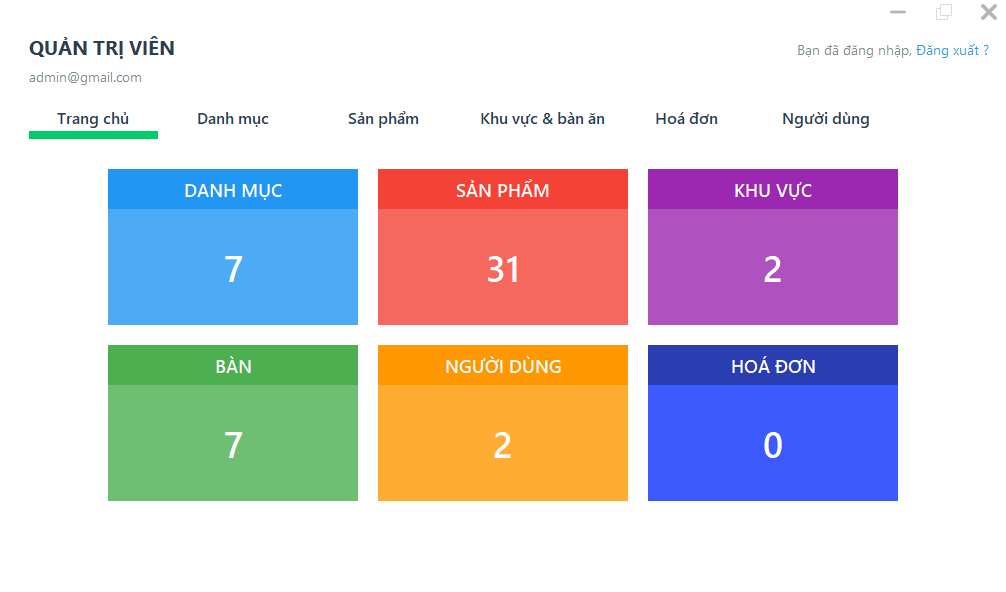 QUẢN TRỊ VIÊN
Bạn đã đăng nhập, Đăng xuất ?
admin@gmail.com
Trang chủ Danh mục Sản phẩm Khu vực & bàn ăn Hoá đơn Người dùng
DANH MỤC SẢN PHẨM KHU VỰC
7 31 2
BÀN NGƯỜI DÙNG HOÁ ĐƠN
7 2 0